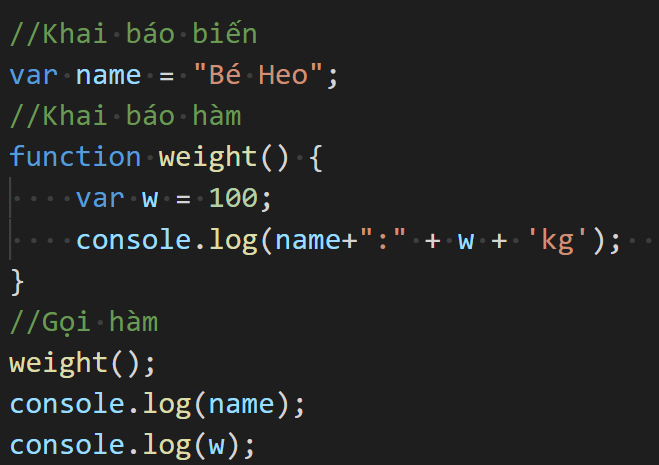 //Khai báo biến
var name = "Bé Heo";
//Khai báo hàm
function weight() {
    var w = 100;
    console.log(name+":" + w + 'kg');
}
//Gọi hàm
weight();
console.log(name);
console.log(w);